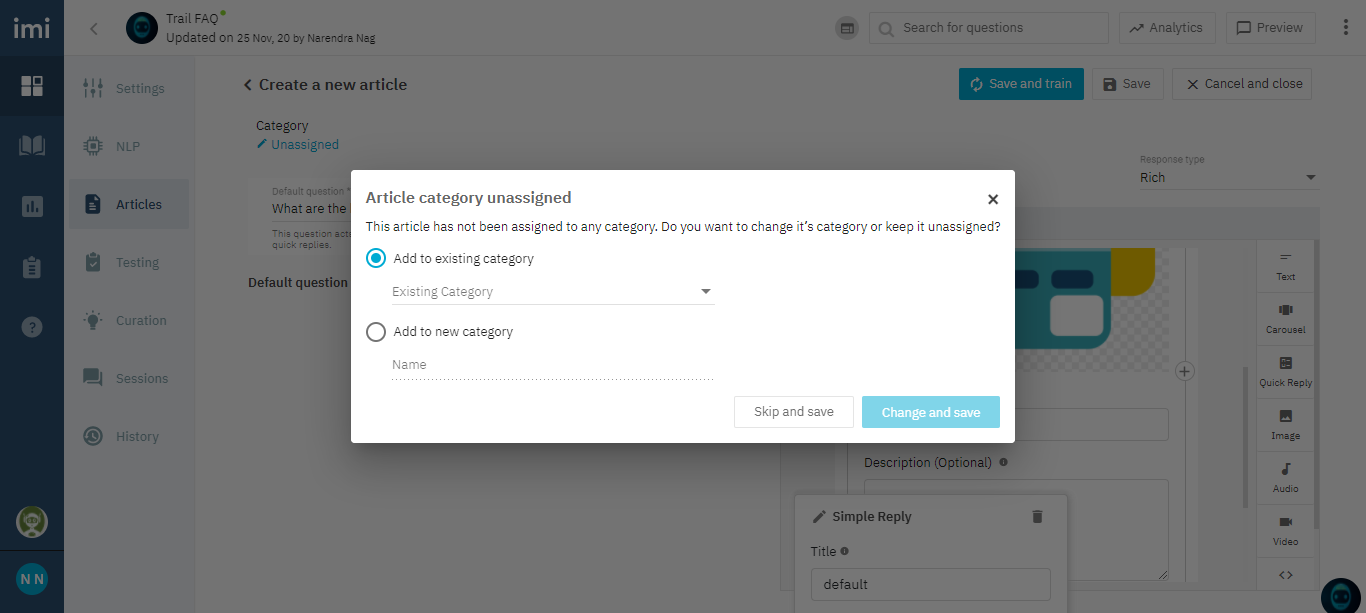 imi
Trail FAQ
Updated on 25 Nov, 20 by Narendra Nag
Search for questions
Analytics
Preview
Settings
NLP
Articles
Testing
Curation
Sessions
History
N N
Create a new article
Save and train
Save
Cancel and close
Category
Unassigned
Response type
Rich
Default question *
What are the
This question acts
quick replies.
Default question
Article category unassigned
This article has not been assigned to any category. Do you want to change it's category or keep it unassigned?
Add to existing category
Existing Category
Add to new category
Name
Skip and save
Change and save
Description (Optional)
Simple Reply
Title
default
Text
Carousel
Quick Reply
Image
Audio
Video